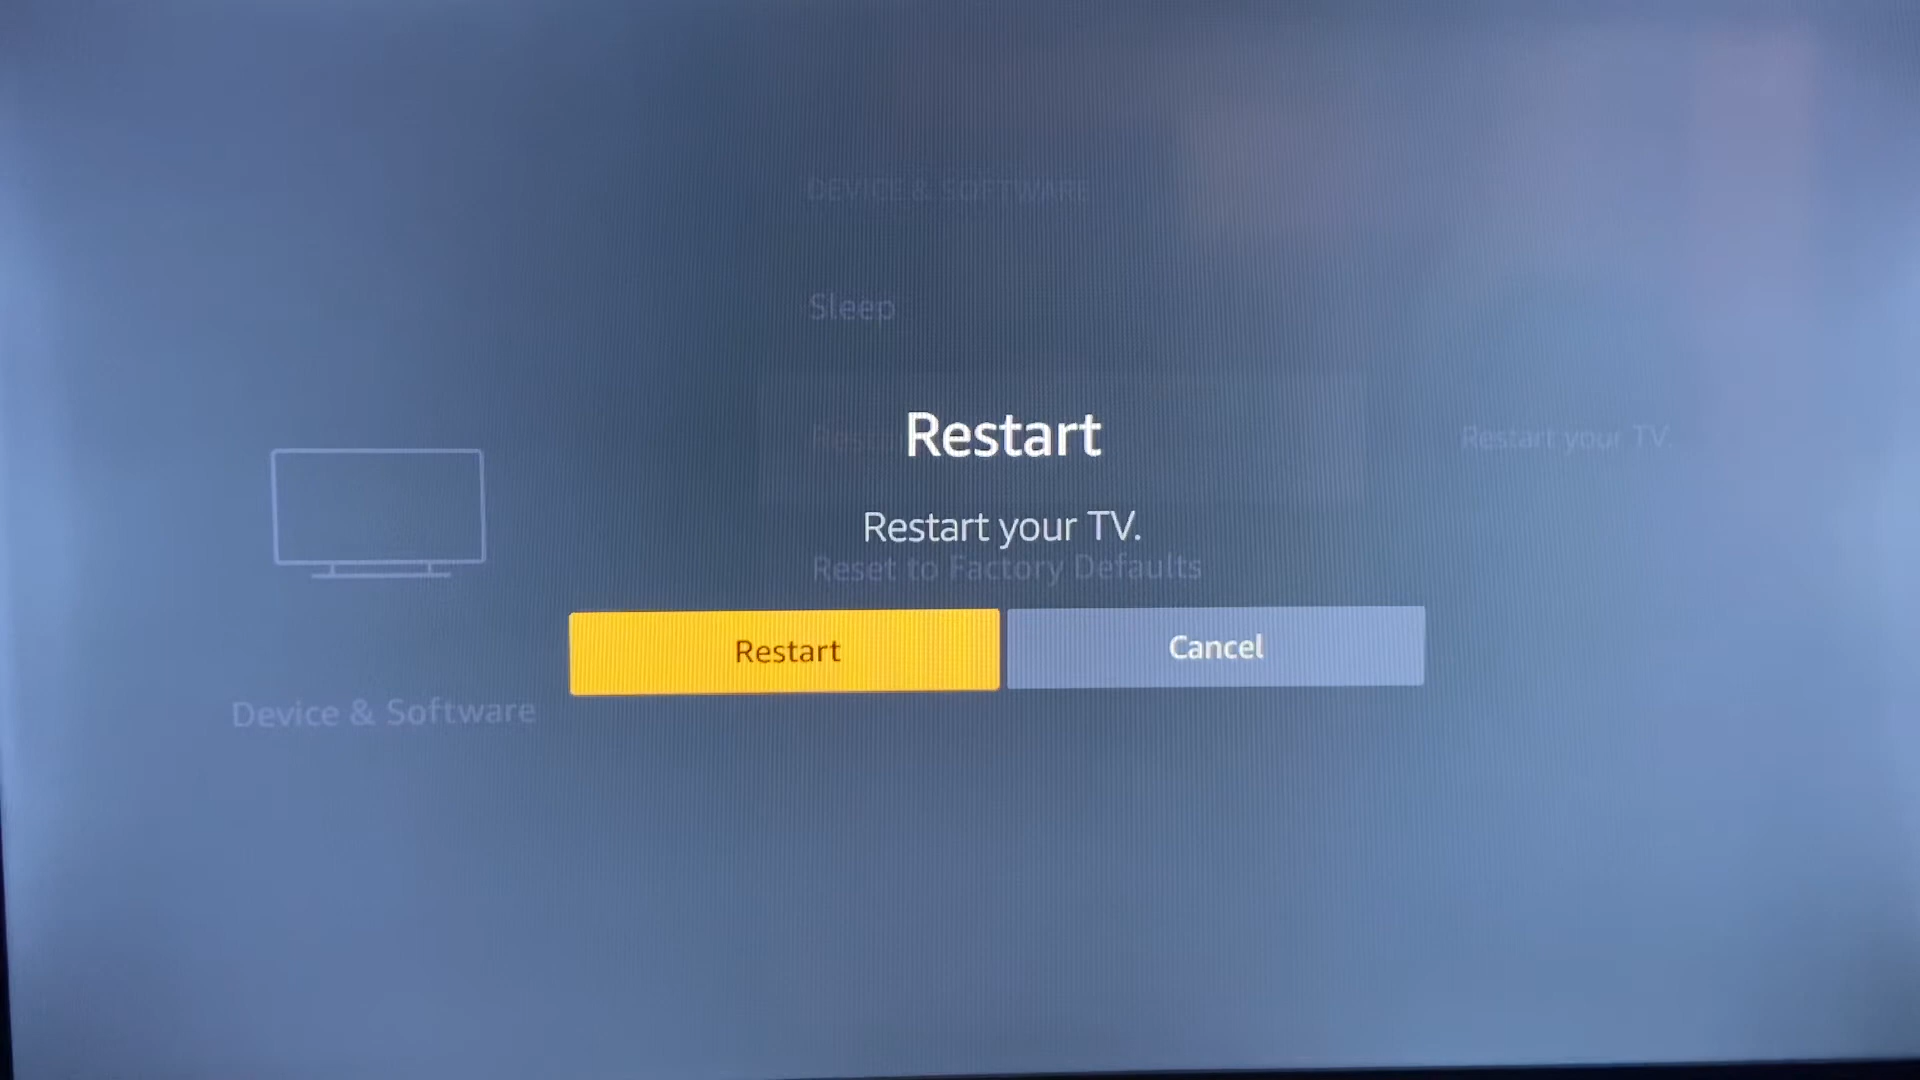 DEVICE & SOFTWARE
Sleep
Restart
Restart your TV.
Restart your TV.
Reset to Factory Defaults
Restart
Cancel
Device & Software